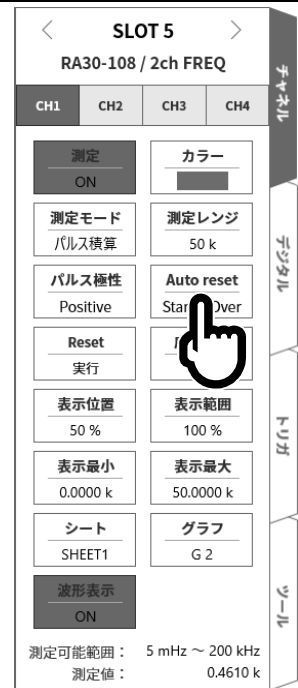 SLOT 5
RA30-108 / 2ch FREQ
CH1 CH2 CH3 CH4
測定 カラー
ON
測定モード 測定レンジ
パルス積算 50 k
パルス極性 Auto reset
Positive Over
Reset
実行
表示位置 表示範囲
50 % 100 %
表示最小 表示最大
0.0000 k 50.0000 k
シート グラフ
SHEET1 G 2
波形表示
ON
測定可能範囲： 5 mHz ～ 200 kHz
測定値： 0.4610 k
チャネル
デジタル
トリガ
ツール